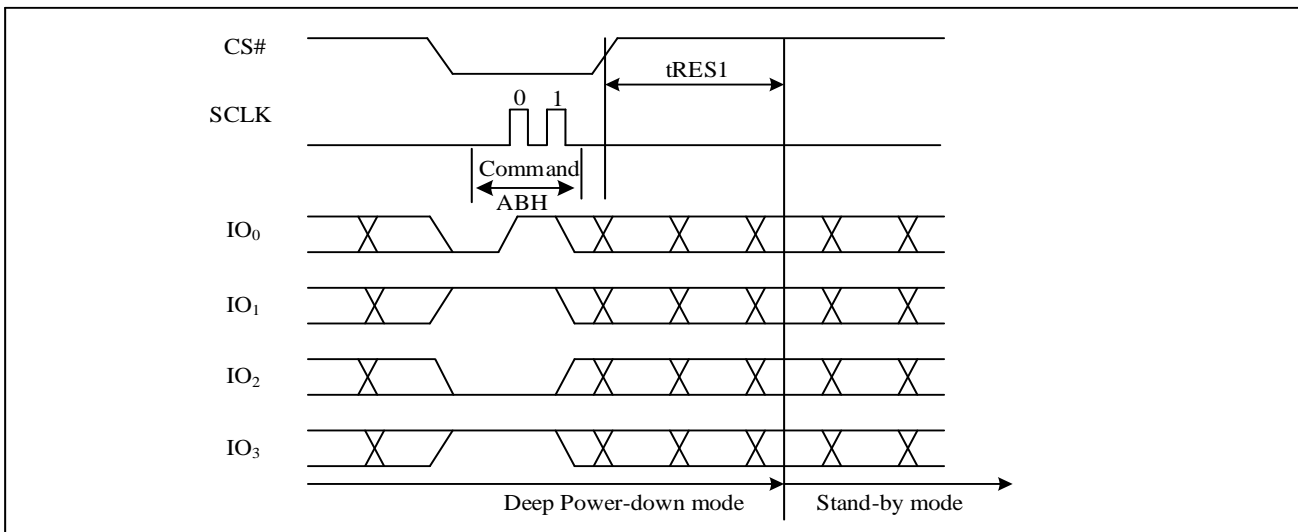 CS#
tRES1
SCLK
0 1
Command
ABH
IO₀
IO₁
IO₂
IO₃
Deep Power-down mode Stand-by mode